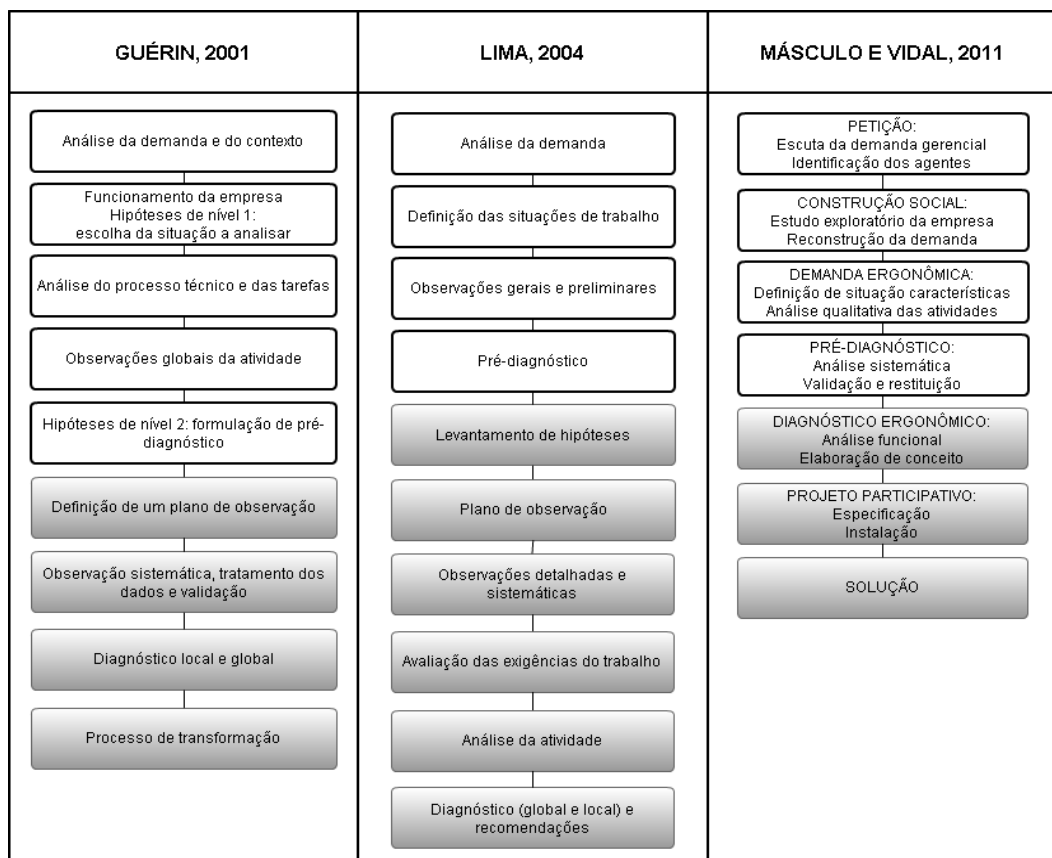 GUÉRIN, 2001
Análise da demanda e do contexto
Funcionamento da empresa
Hipóteses de nível 1:
escolha da situação a analisar
Análise do processo técnico e das tarefas
Observações globais da atividade
Hipóteses de nível 2: formulação de pré-
diagnóstico
Definição de um plano de observação
Observação sistemática, tratamento dos
dados e validação
Diagnóstico local e global
Processo de transformação
LIMA, 2004
Análise da demanda
Definição das situações de trabalho
Observações gerais e preliminares
Pré-diagnóstico
Levantamento de hipóteses
Plano de observação
Observações detalhadas e
sistemáticas
Avaliação das exigências do trabalho
Análise da atividade
Diagnóstico (global e local) e
recomendações
MÁSCULO E VIDAL, 2011
PETIÇÃO:
Escuta da demanda gerencial
Identificação dos agentes
CONSTRUÇÃO SOCIAL:
Estudo exploratório da empresa
Reconstrução da demanda
DEMANDA ERGONÔMICA:
Definição de situação características
Análise qualitativa das atividades
PRÉ-DIAGNÓSTICO:
Análise sistemática
Validação e restituição
DIAGNÓSTICO ERGONÔMICO:
Análise funcional
Elaboração de conceito
PROJETO PARTICIPATIVO:
Especificação
Instalação
SOLUÇÃO